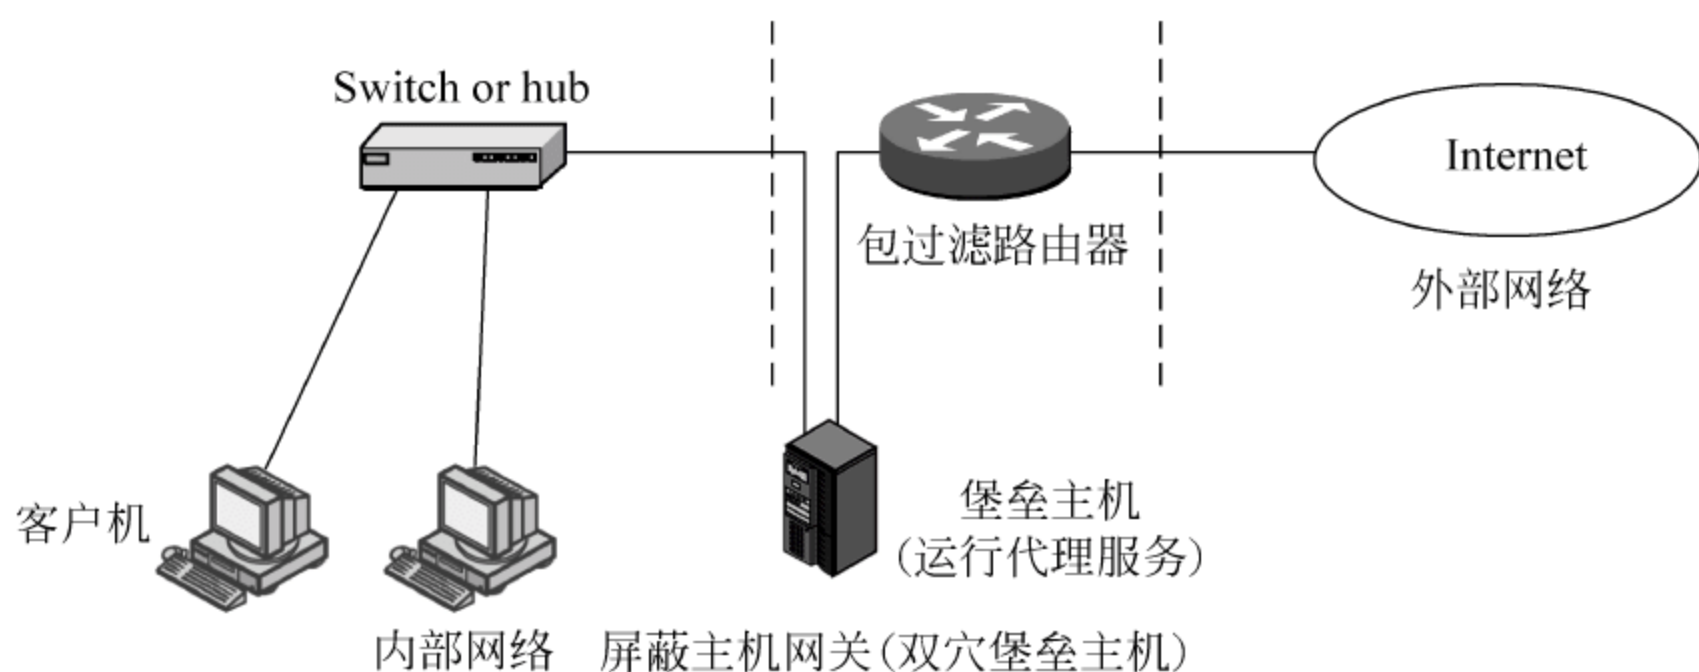 Switch or hub
Internet
包过滤路由器
外部网络
客户机
堡垒主机
(运行代理服务)
内部网络
屏蔽主机网关(双穴堡垒主机)